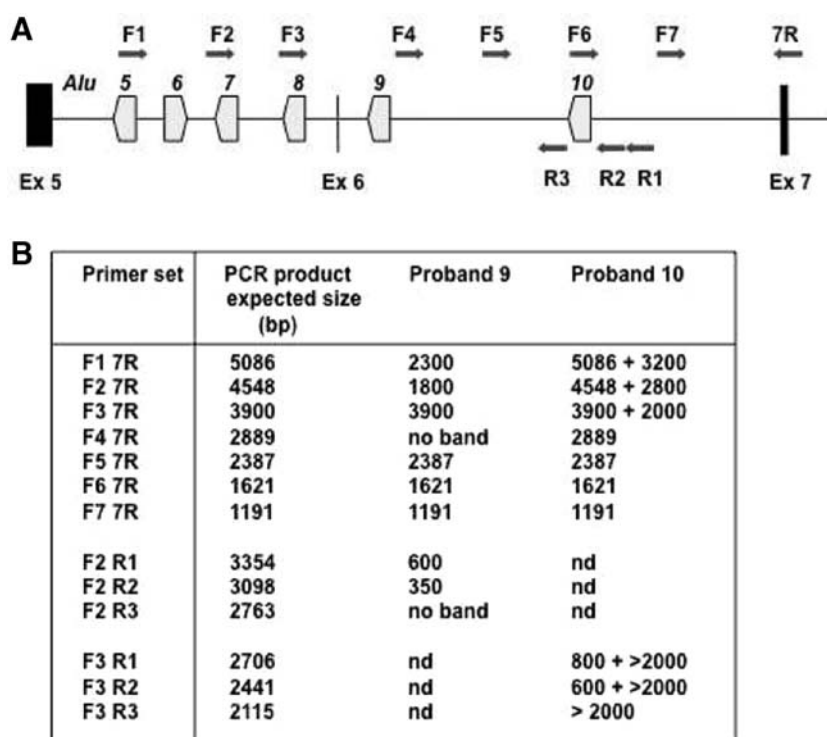 A
F1 F2 F3 F4 F5 F6 F7 7R
Alu 5 6 7 8 9 10
R3 R2 R1
Ex 5 Ex 6 Ex 7
B
Primer set PCR product expected size (bp) Proband 9 Proband 10
F1 7R 5086 2300 5086 + 3200
F2 7R 4548 1800 4548 + 2800
F3 7R 3900 3900 3900 + 2000
F4 7R 2889 no band 2889
F5 7R 2387 2387 2387
F6 7R 1621 1621 1621
F7 7R 1191 1191 1191
F2 R1 3354 600 nd
F2 R2 3098 350 nd
F2 R3 2763 no band nd
F3 R1 2706 nd 800 + >2000
F3 R2 2441 nd 600 + >2000
F3 R3 2115 nd > 2000